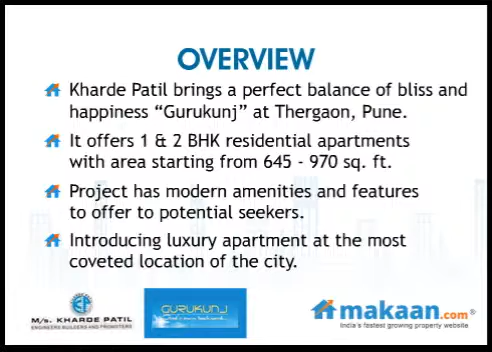 OVERVIEW
Kharde Patil brings a perfect balance of bliss and
happiness “Gurukunj” at Thergaon, Pune.
It offers 1 & 2 BHK residential apartments
with area starting from 645 - 970 sq. ft.
Project has modern amenities and features
to offer to potential seekers.
Introducing luxury apartment at the most
coveted location of the city.
M/s. KHARDE PATIL
ENGINEERS BUILDERS AND PROMOTERS
GURUKUNJ
makaan.com®
India's fastest growing property website